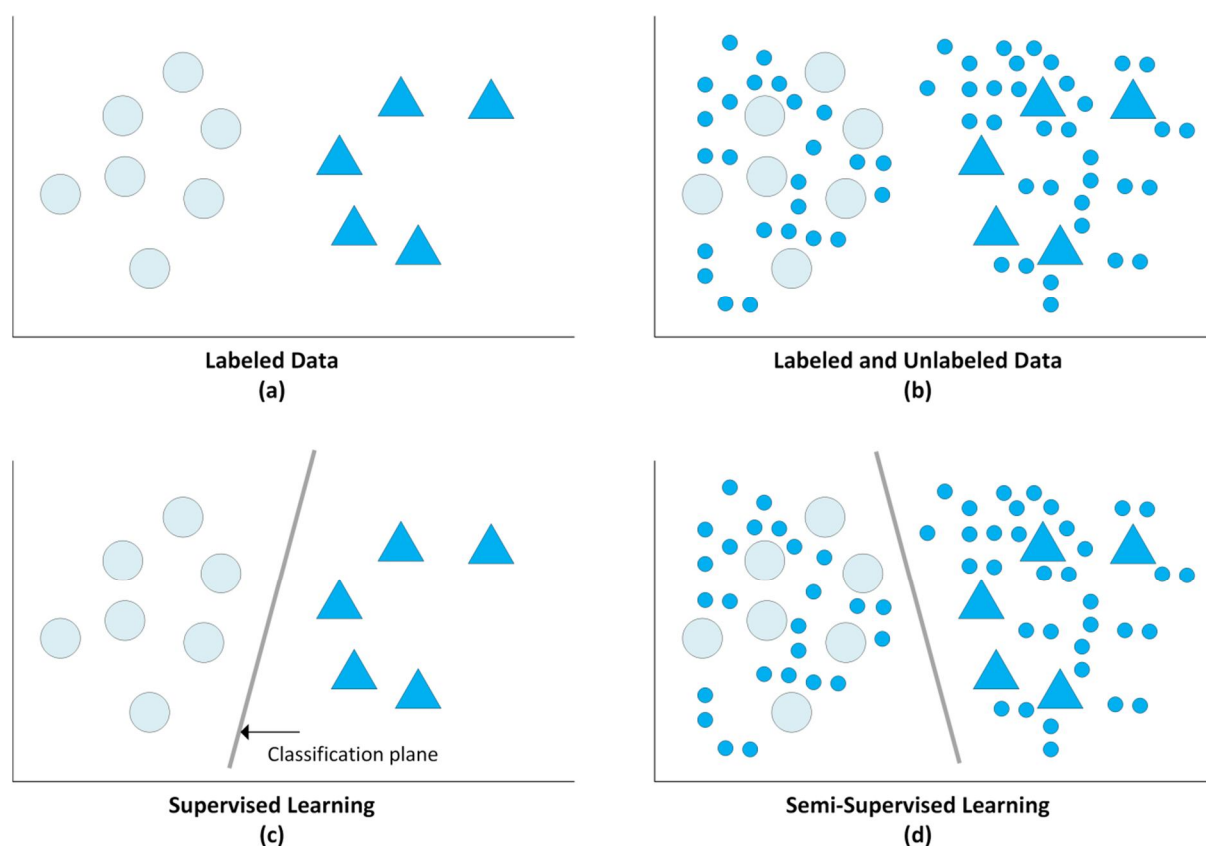 Labeled Data
(a)
Labeled and Unlabeled Data
(b)
Classification plane
Supervised Learning
(c)
Semi-Supervised Learning
(d)